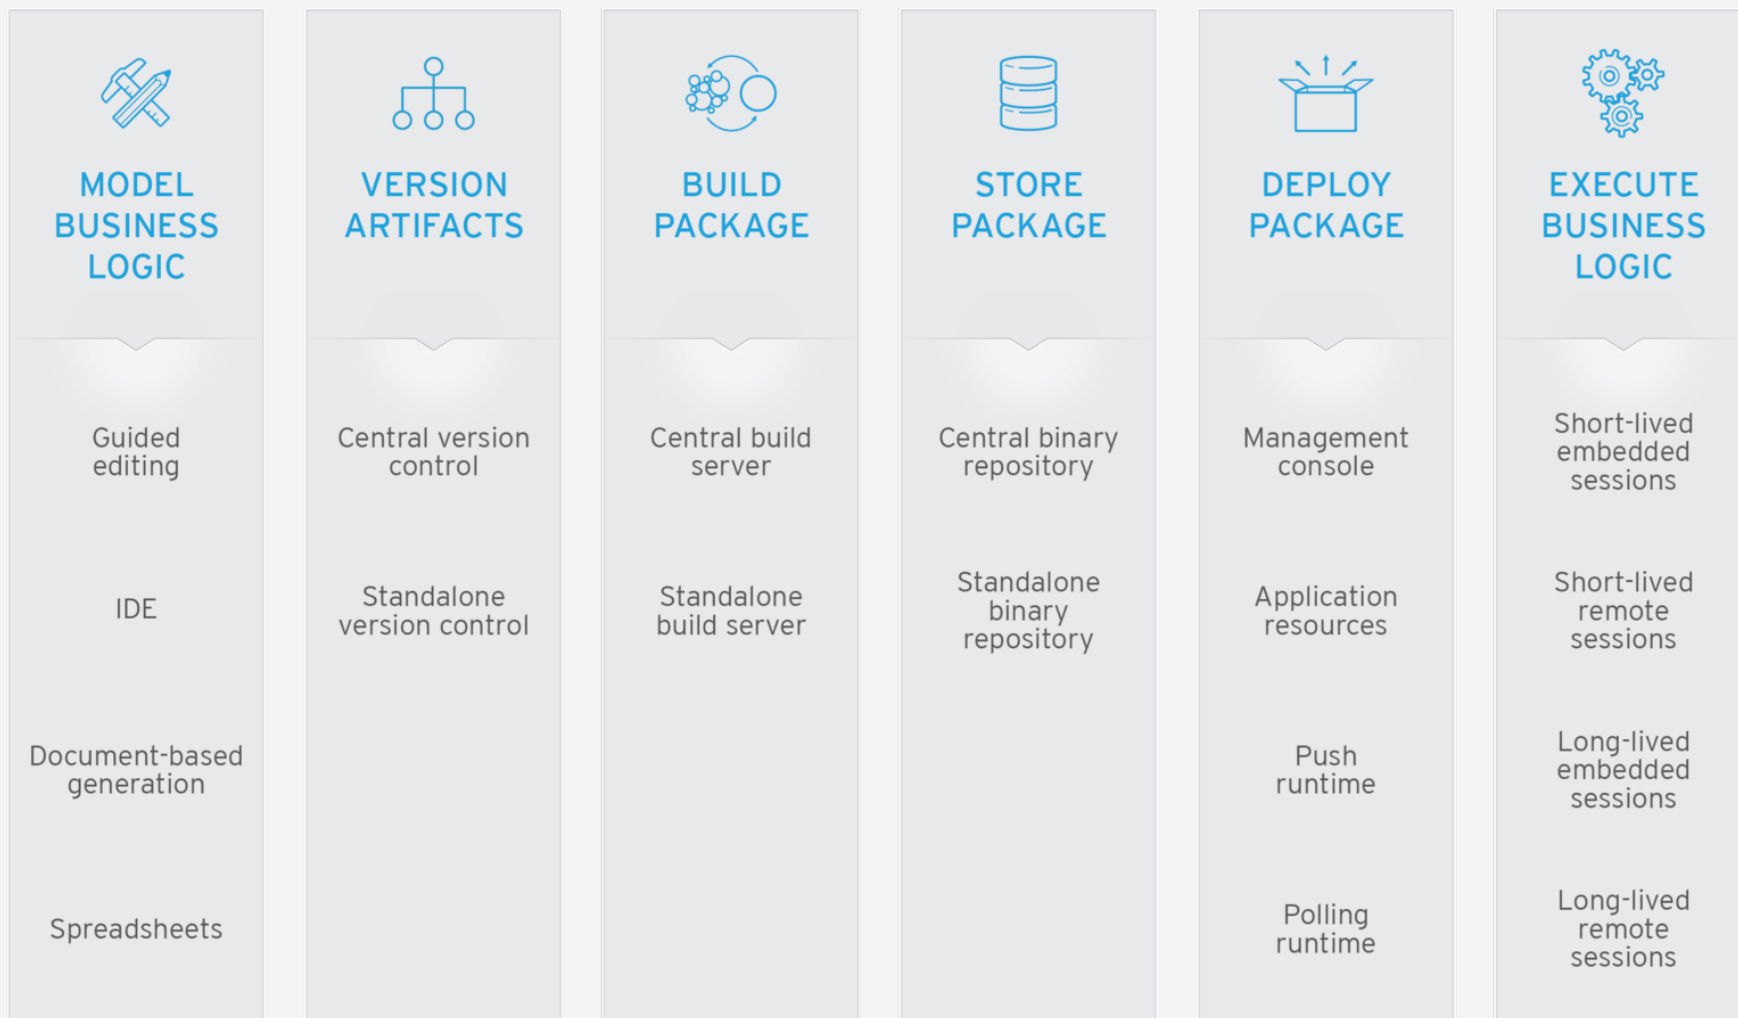 MODEL
BUSINESS
LOGIC
Guided
editing
IDE
Document-based
generation
Spreadsheets
VERSION
ARTIFACTS
Central version
control
Standalone
version control
BUILD
PACKAGE
Central build
server
Standalone
build server
STORE
PACKAGE
Central binary
repository
Standalone
binary
repository
DEPLOY
PACKAGE
Management
console
Application
resources
Push
runtime
Polling
runtime
EXECUTE
BUSINESS
LOGIC
Short-lived
embedded
sessions
Short-lived
remote
sessions
Long-lived
embedded
sessions
Long-lived
remote
sessions